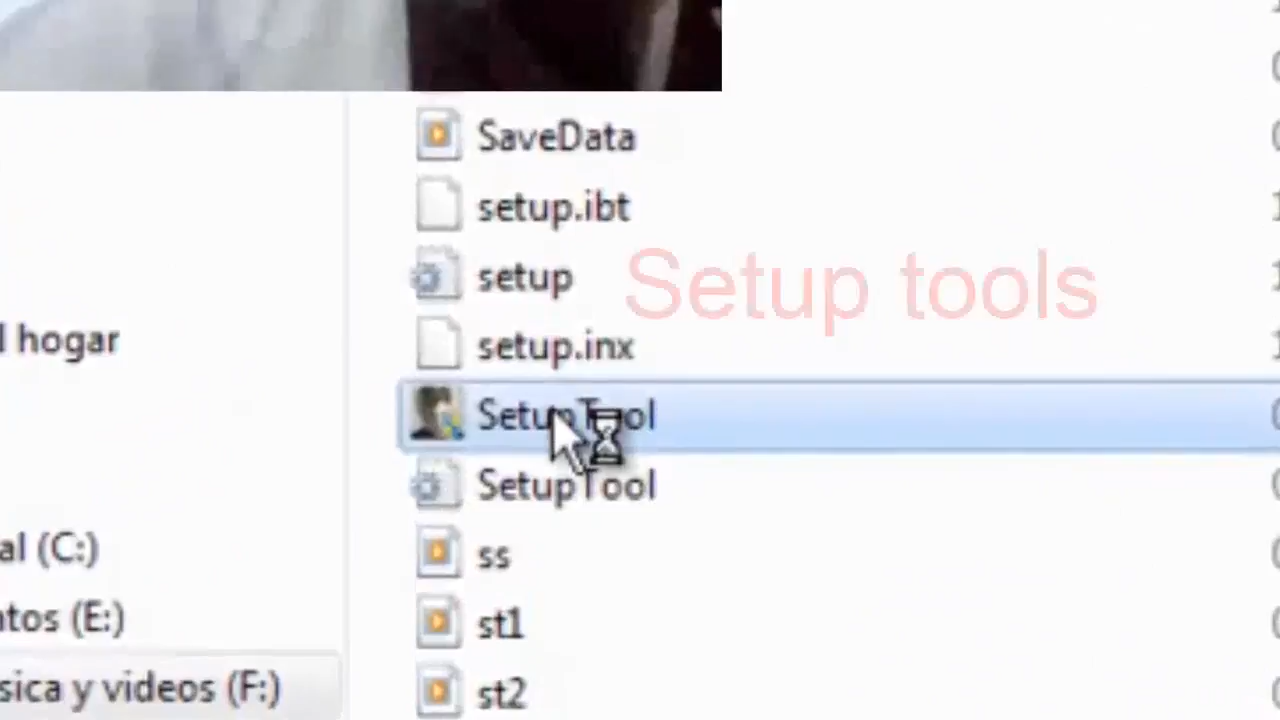 SaveData
setup.ibt
setup
Setup tools
setup.inx
l hogar
SetupTool
SetupTool
al (C:)
ss
ntos (E:)
st1
sica y videos (F:)
st2